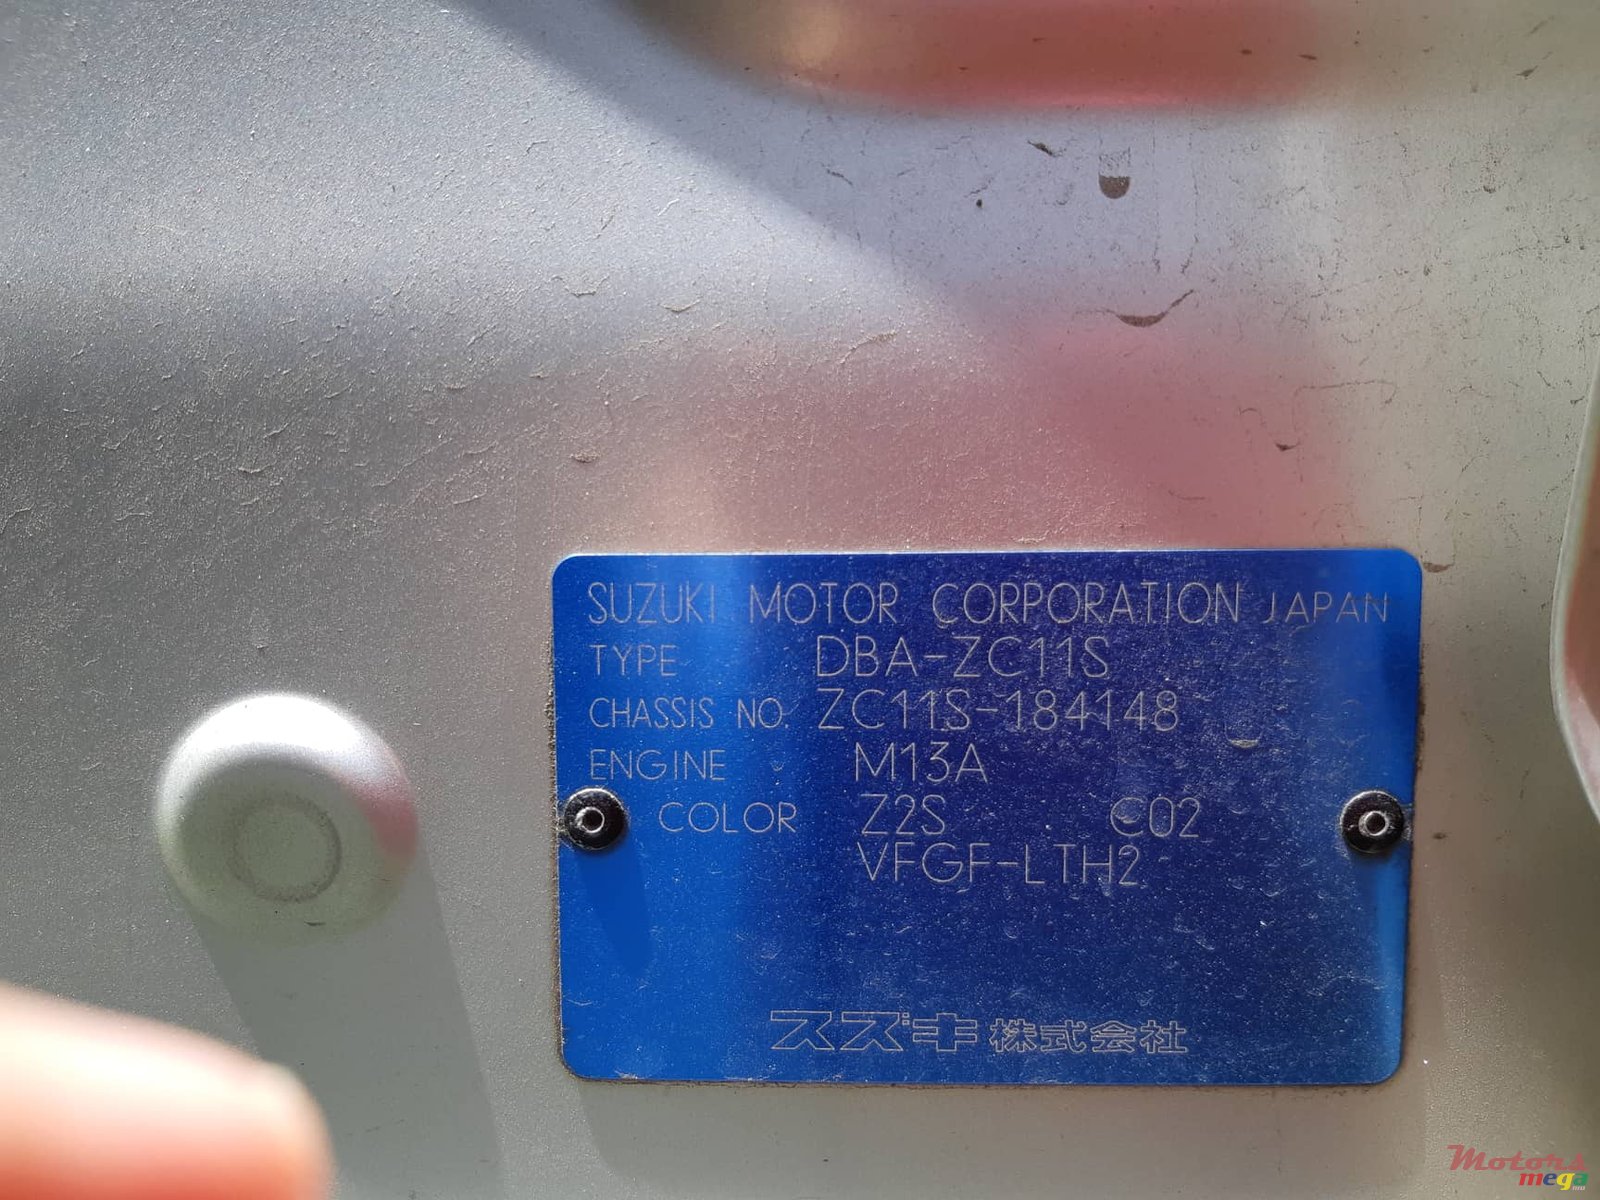 SUZUKI MOTOR CORPORATION JAPAN
TYPE DBA-ZC11S
CHASSIS NO. ZC11S-184148
ENGINE M13A
COLOR Z2S C02
VFGF-LTH2
スズキ株式会社
Motors
mega